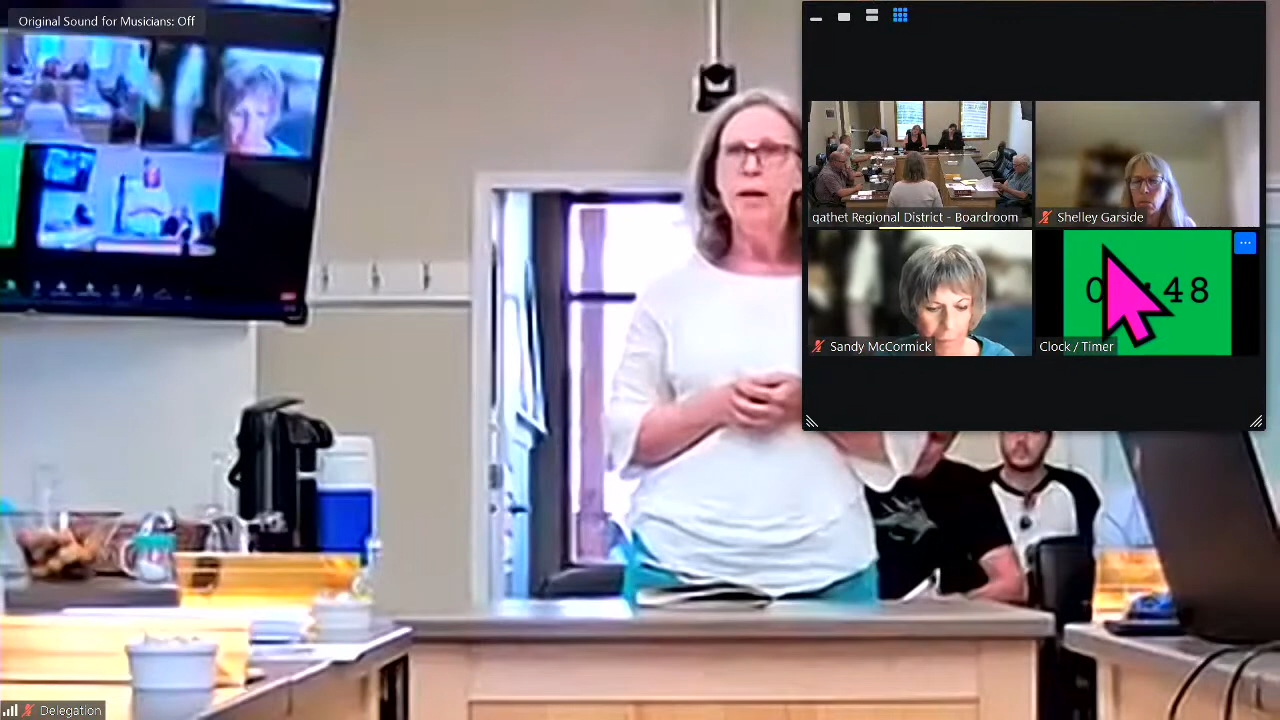 Original Sound for Musicians: Off
qathet Regional District - Boardroom
Shelley Garside
Sandy McCormick
48
Clock / Timer
Delegation